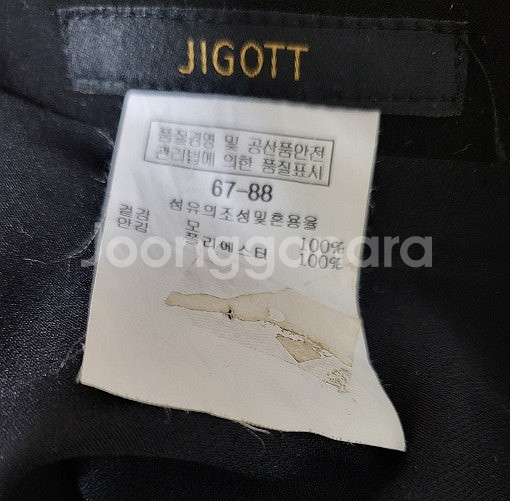 JIGOTT
품질경영 및 공산품안전
관리법에 의한 품질표시
67-88
섬유의조성및혼용율
겉감 모 100%
안감 폴리에스터 100%
Joonggonara